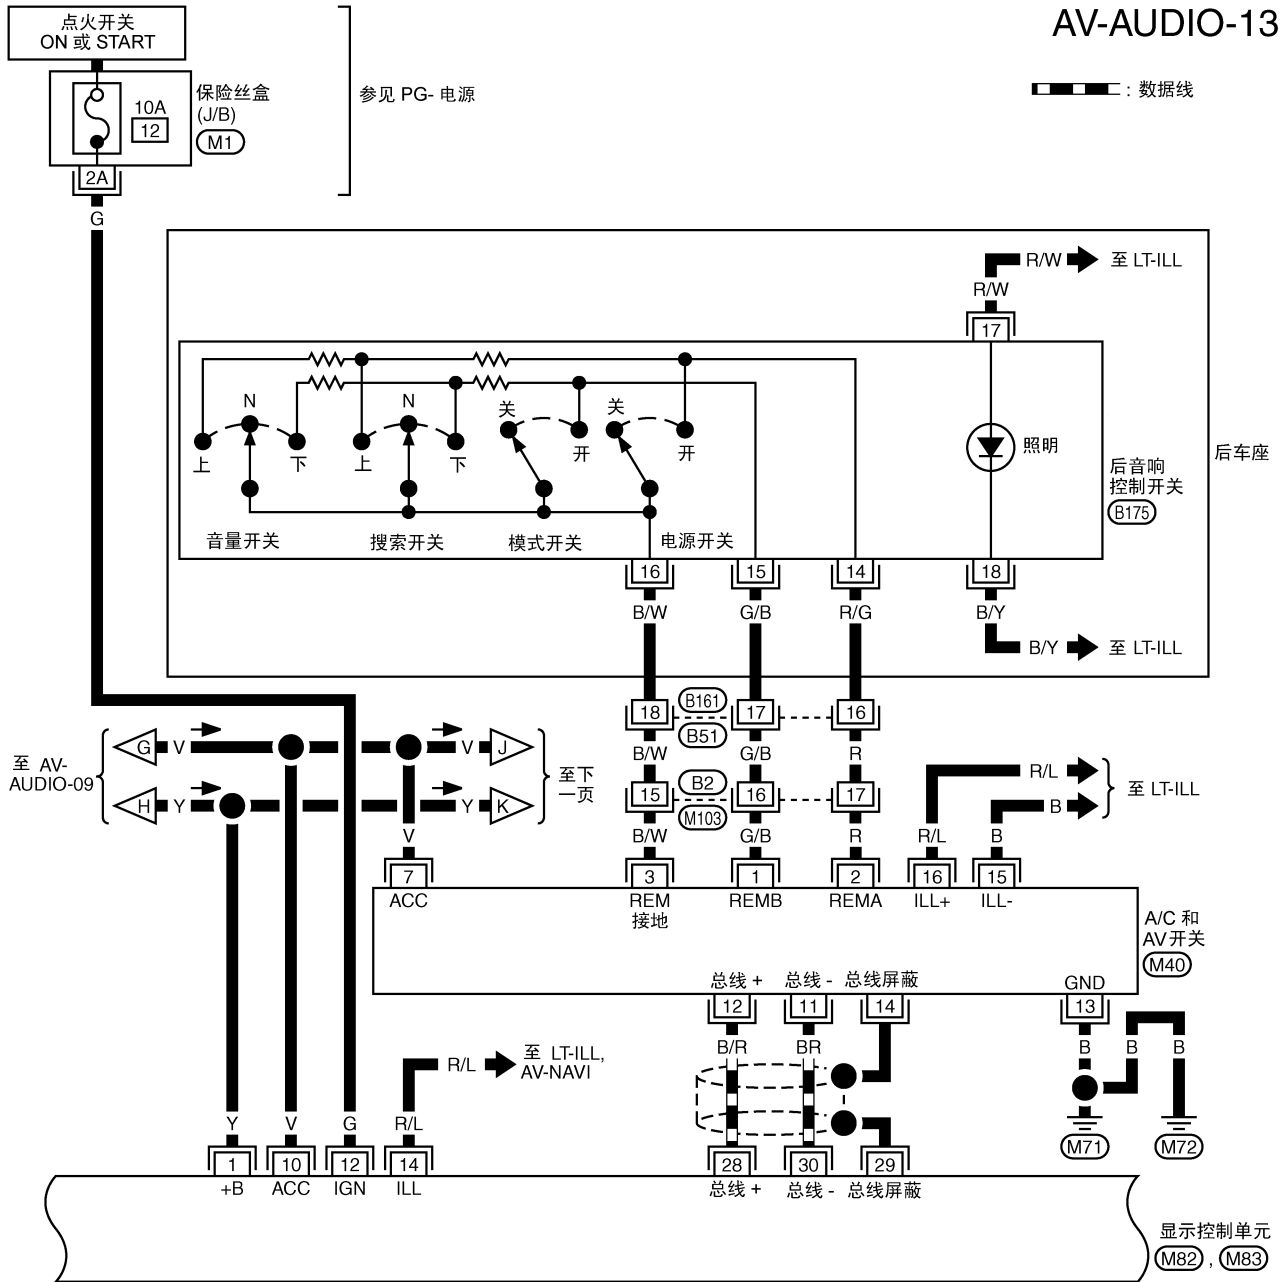 AV-AUDIO-13
点火开关
ON 或 START
10A
12
保险丝盒
(J/B)
M1
2A
G
参见 PG- 电源
: 数据线
R/W
至 LT-ILL
R/W
17
N
N
关
关
上
下
上
下
开
开
照明
音量开关
搜索开关
模式开关
电源开关
后音响
控制开关
B175
后车座
16
15
14
18
B/W
G/B
R/G
B/Y
B/Y
至 LT-ILL
18
B161
B51
17
16
B/W
G/B
R
15
B2
M103
16
17
B/W
G/B
R
至 AV-
AUDIO-09
G
V
V
J
H
Y
Y
K
至下
一页
V
R/L
B
至 LT-ILL
R/L
B
7
3
1
2
16
15
ACC
REM
接地
REMB
REMA
ILL+
ILL-
A/C 和
AV开关
M40
总线 +
总线 -
总线屏蔽
GND
12
11
14
13
B/R
BR
B
B
B
M71
M72
R/L
至 LT-ILL,
AV-NAVI
Y
V
G
R/L
1
10
12
14
28
30
29
+B
ACC
IGN
ILL
总线 +
总线 -
总线屏蔽
显示控制单元
M82 , M83